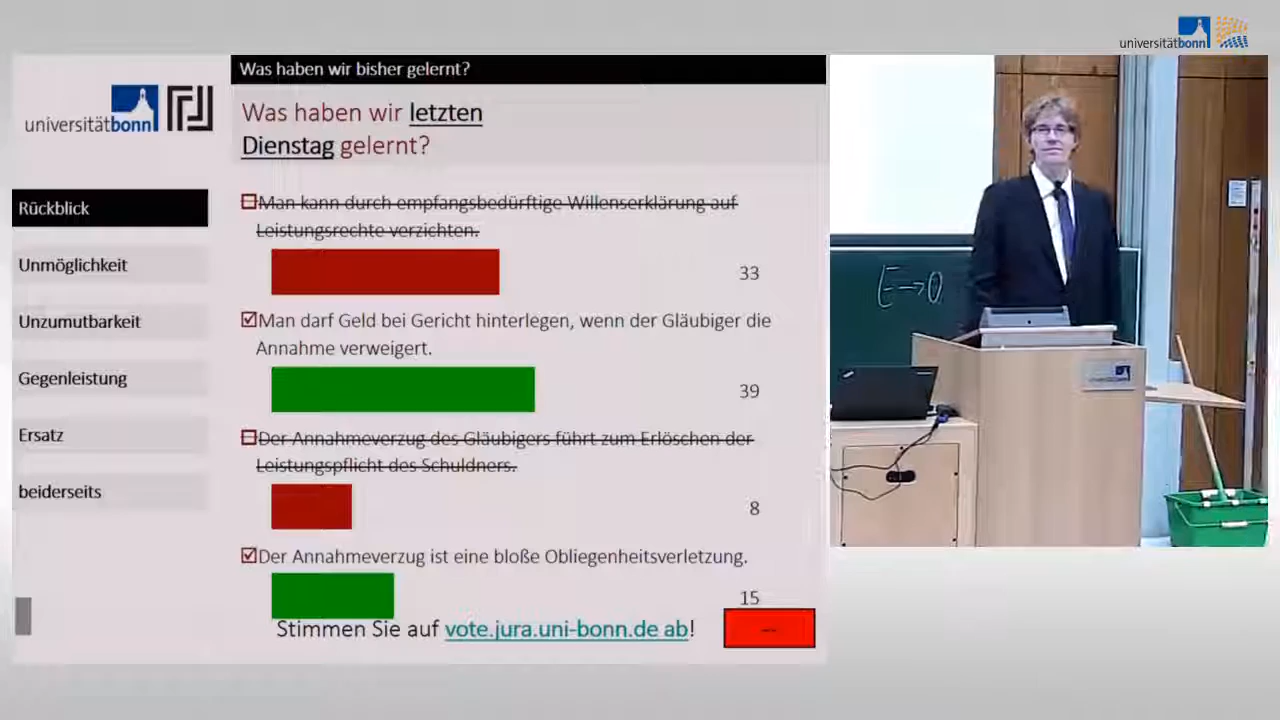 universitätbonn
Was haben wir bisher gelernt?
universitätbonn
Was haben wir letzten
Dienstag gelernt?
Rückblick
Unmöglichkeit
Unzumutbarkeit
Gegenleistung
Ersatz
beiderseits
Man kann durch empfangsbedürftige Willenserklärung auf
Leistungsrechte verzichten.
33
Man darf Geld bei Gericht hinterlegen, wenn der Gläubiger die
Annahme verweigert.
39
Der Annahmeverzug des Gläubigers führt zum Erlöschen der
Leistungspflicht des Schuldners.
8
Der Annahmeverzug ist eine bloße Obliegenheitsverletzung.
15
Stimmen Sie auf vote.jura.uni-bonn.de ab!
E→O